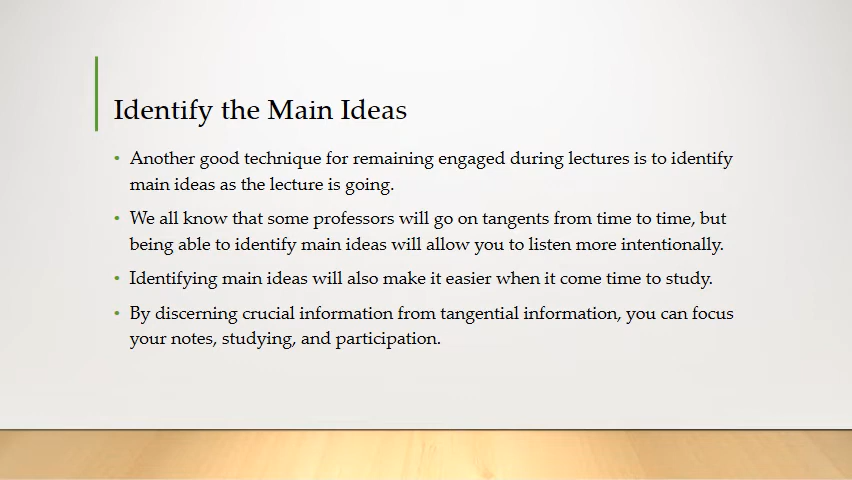 Identify the Main Ideas
• Another good technique for remaining engaged during lectures is to identify
main ideas as the lecture is going.
• We all know that some professors will go on tangents from time to time, but
being able to identify main ideas will allow you to listen more intentionally.
• Identifying main ideas will also make it easier when it come time to study.
• By discerning crucial information from tangential information, you can focus
your notes, studying, and participation.